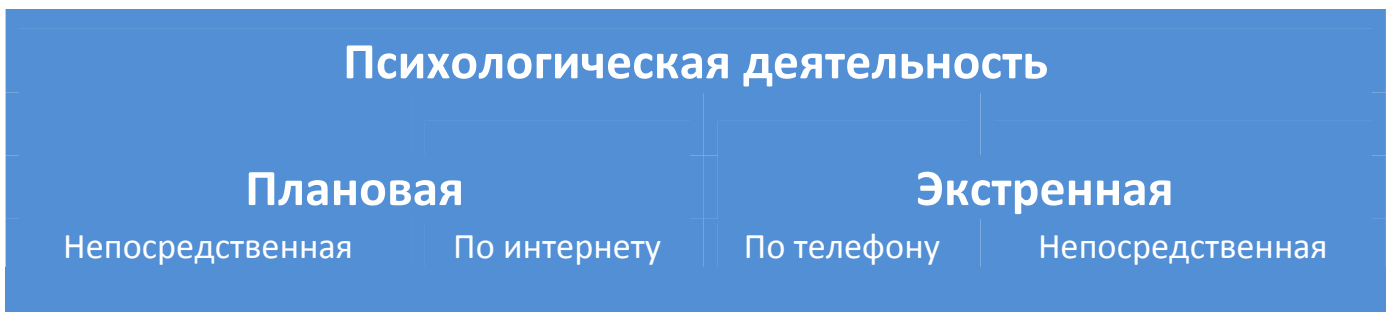 Психологическая деятельность
Плановая Экстренная
Непосредственная По интернету По телефону Непосредственная